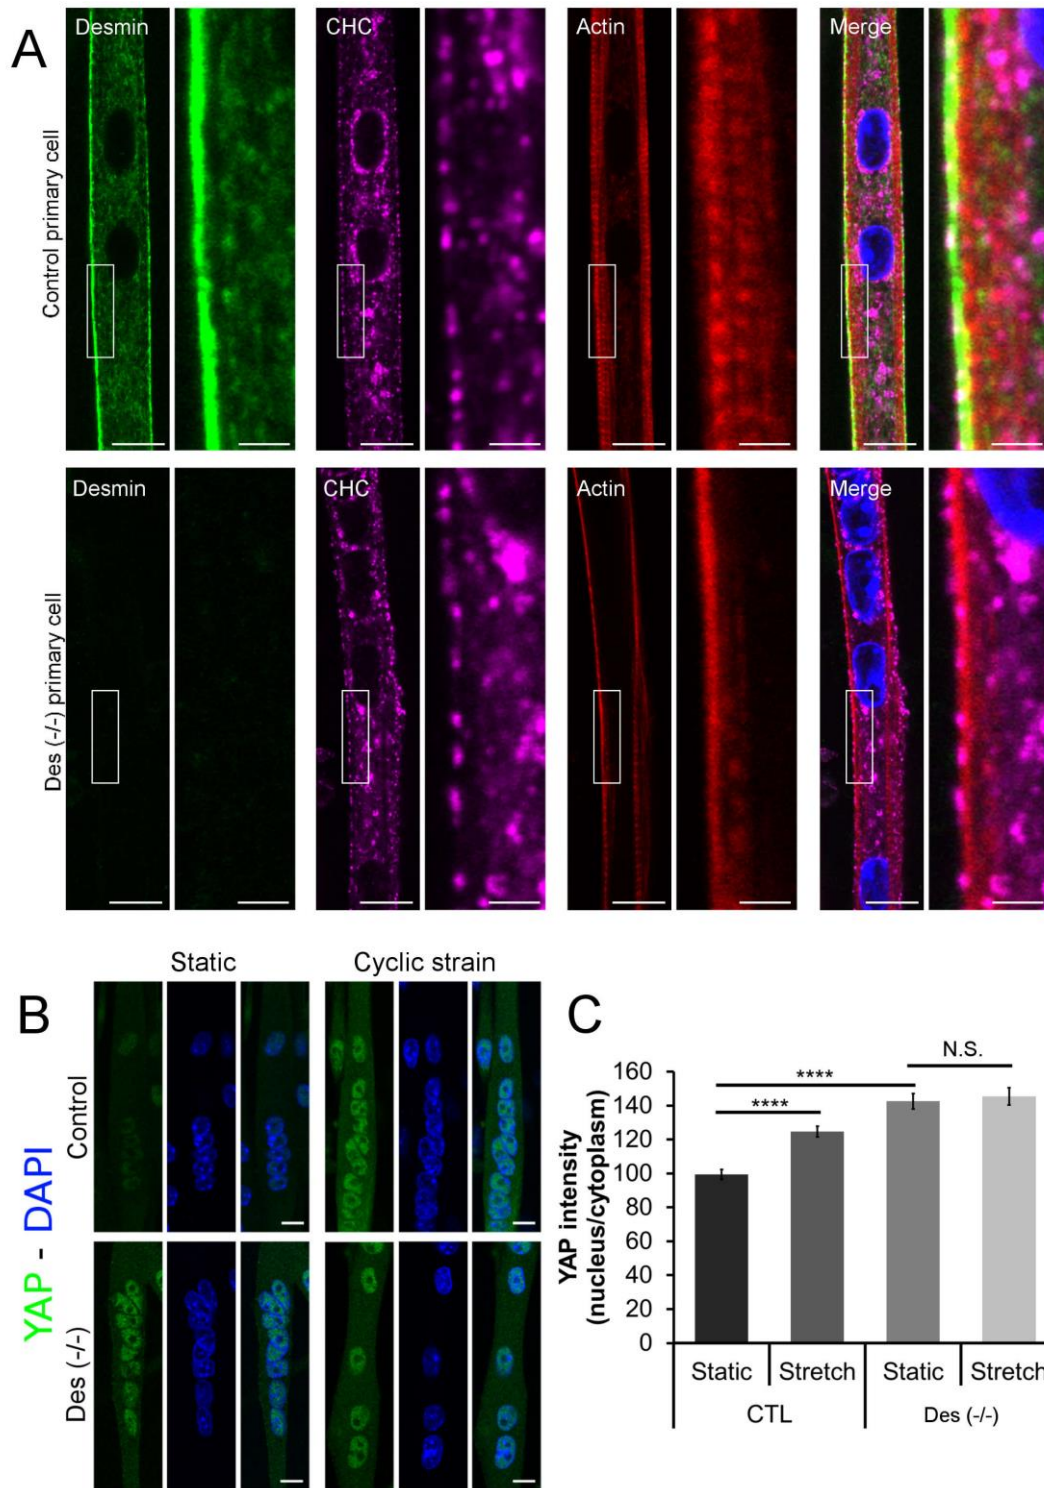 A
Desmin
CHC
Actin
Merge
Control primary cell
Desmin
CHC
Actin
Merge
Des (-/-) primary cell
B
Static
Cyclic strain
YAP - DAPI
Control
Des (-/-)
C
YAP intensity
(nucleus/cytoplasm)
160
140
120
100
80
60
40
20
0
****
****
N.S.
Static
Stretch
Static
Stretch
CTL
Des (-/-)